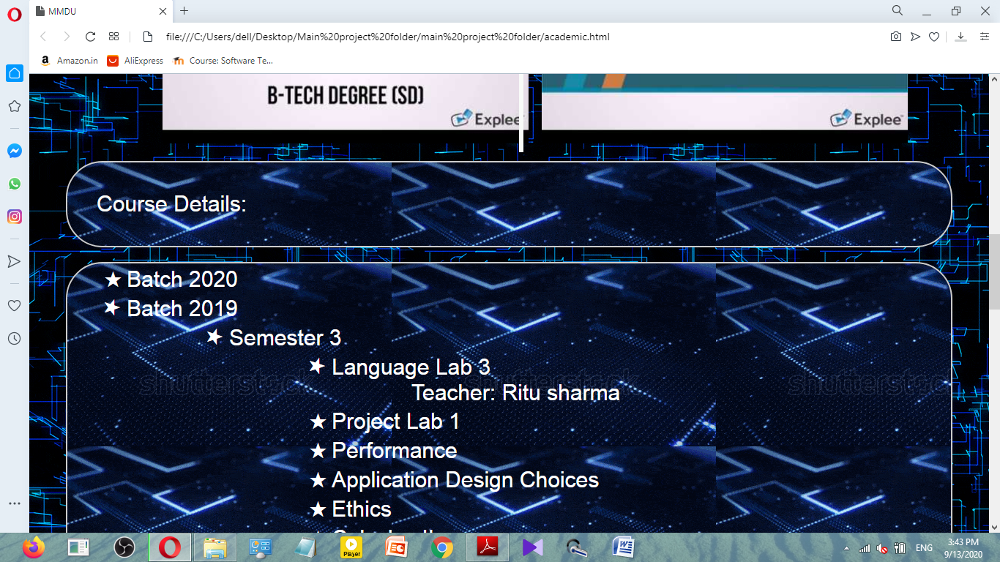 MMDU
file:///C:/Users/dell/Desktop/Main%20project%20folder/main%20project%20folder/academic.html
Amazon.in AliExpress Course: Software Te...
B-TECH DEGREE (SD)
Explee
Explee
Course Details:
Batch 2020
Batch 2019
Semester 3
Language Lab 3
shutterstock shutterstock shutterstock
Teacher: Ritu sharma
Project Lab 1
Performance
Application Design Choices
Ethics
Player
ENG
3:43 PM
9/13/2020